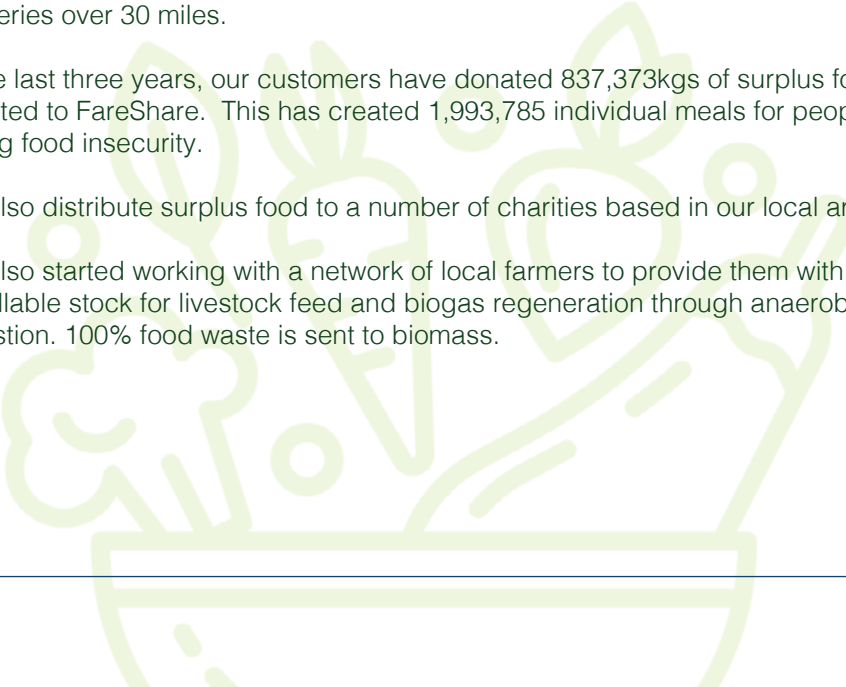 eries over 30 miles.
e last three years, our customers have donated 837,373kgs of surplus fo
ted to FareShare.  This has created 1,993,785 individual meals for peop
g food insecurity.
lso distribute surplus food to a number of charities based in our local ar
lso started working with a network of local farmers to provide them with
llable stock for livestock feed and biogas regeneration through anaerob
stion. 100% food waste is sent to biomass.